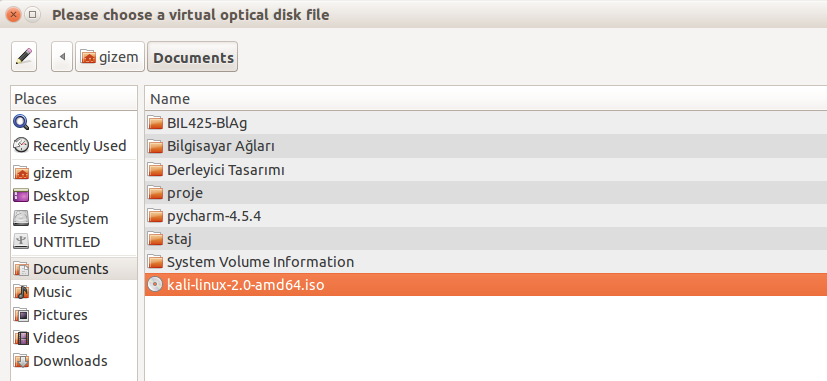 Please choose a virtual optical disk file
gizem
Documents
Places
Name
Search
Recently Used
gizem
Desktop
File System
UNTITLED
Documents
Music
Pictures
Videos
Downloads
BIL425-BlAg
Bilgisayar Ağları
Derleyici Tasarımı
proje
pycharm-4.5.4
staj
System Volume Information
kali-linux-2.0-amd64.iso